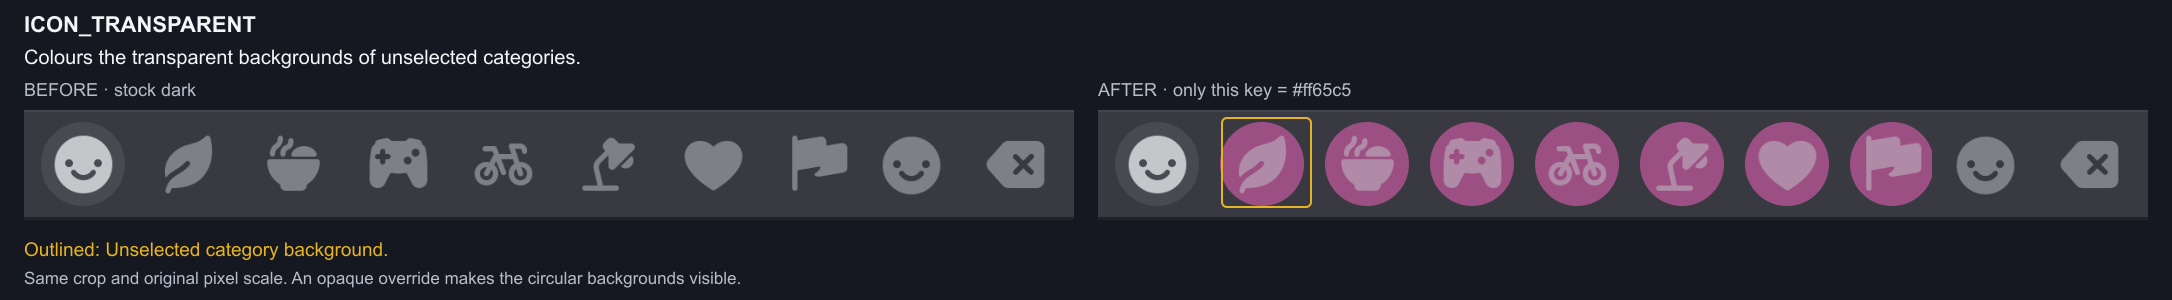 ICON_TRANSPARENT
Colours the transparent backgrounds of unselected categories.
BEFORE · stock dark
AFTER · only this key = #ff65c5
Outlined: Unselected category background.
Same crop and original pixel scale. An opaque override makes the circular backgrounds visible.